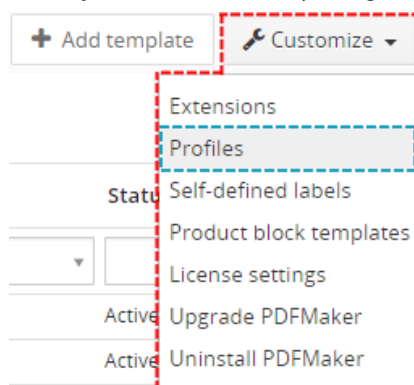 + Add template
Customize
Extensions
Profiles
Statu
Self-defined labels
Product block templates
License settings
Active
Upgrade PDFMaker
Active
Uninstall PDFMaker